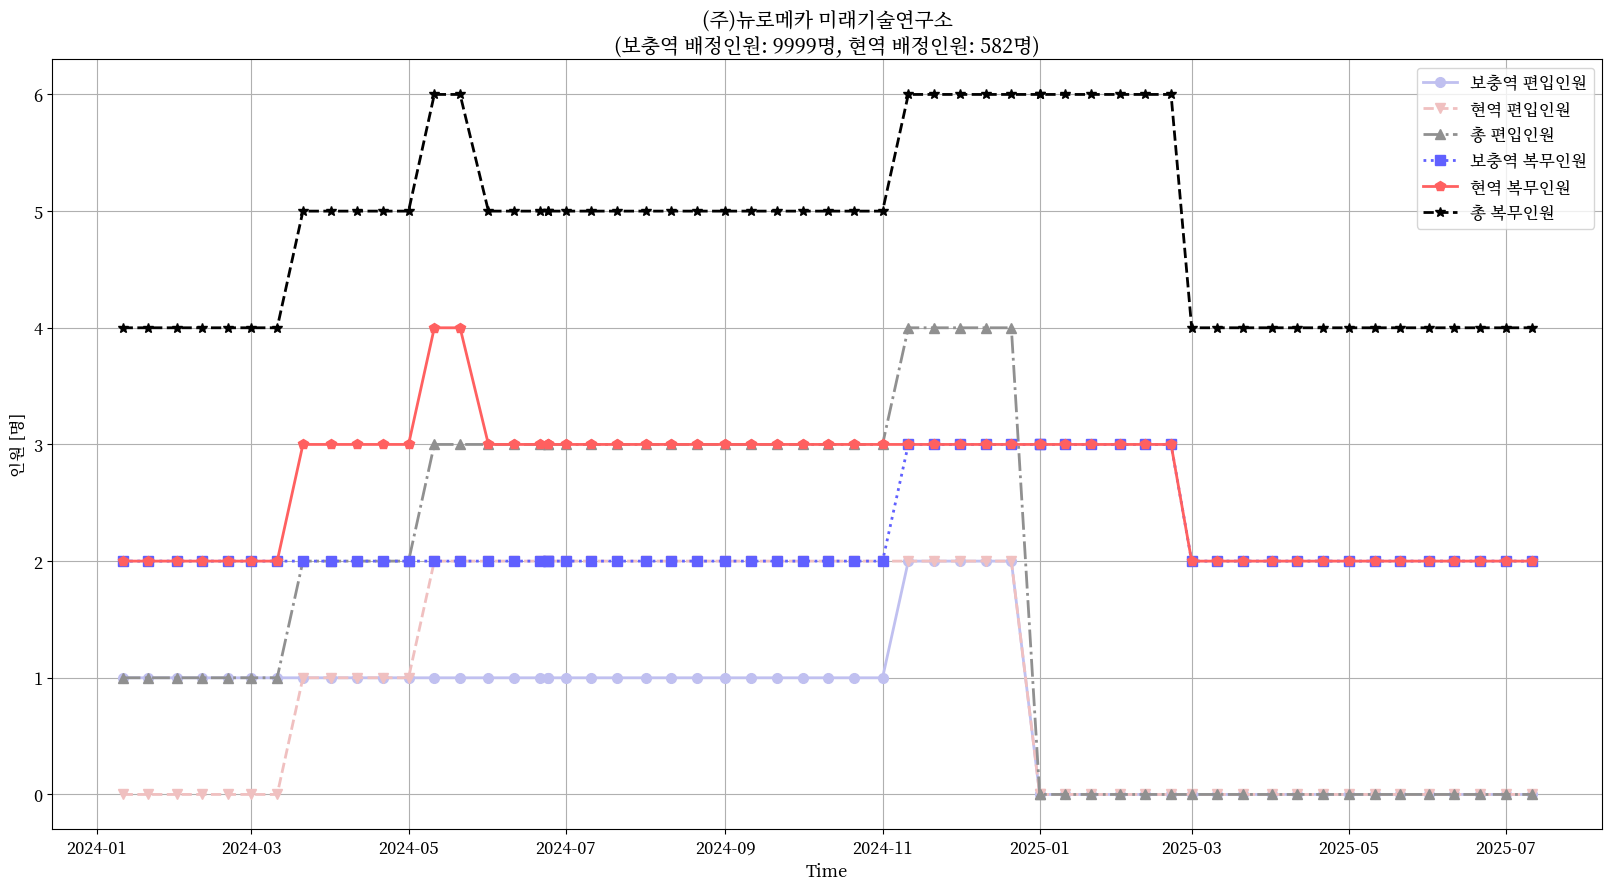 (주)뉴로메카 미래기술연구소
(보충역 배정인원: 9999명, 현역 배정인원: 582명)
보충역 편입인원
현역 편입인원
총 편입인원
보충역 복무인원
현역 복무인원
총 복무인원
인원 [명]
6
5
4
3
2
1
0
2024-01 2024-03 2024-05 2024-07 2024-09 2024-11 2025-01 2025-03 2025-05 2025-07
Time